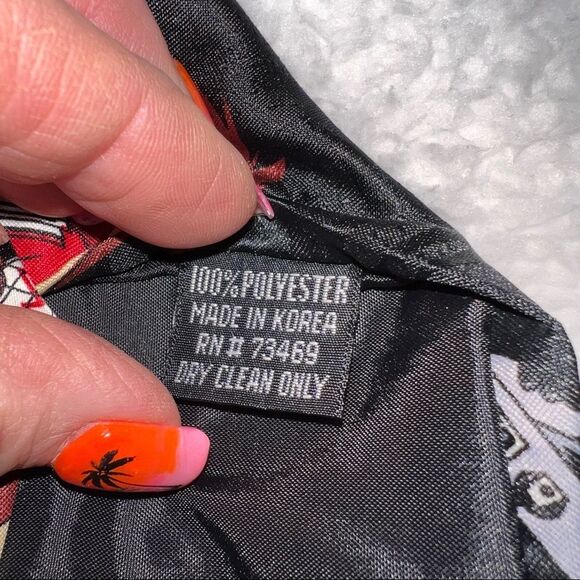 100% POLYESTER
MADE IN KOREA
RN # 73469
DRY CLEAN ONLY